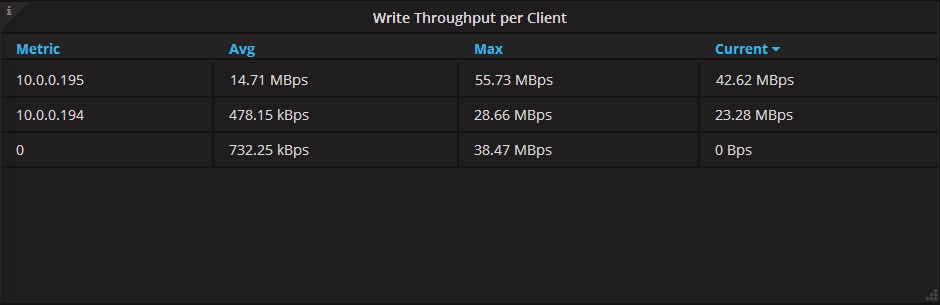 i
Write Throughput per Client
Metric Avg Max Current
10.0.0.195 14.71 MBps 55.73 MBps 42.62 MBps
10.0.0.194 478.15 kBps 28.66 MBps 23.28 MBps
0 732.25 kBps 38.47 MBps 0 Bps